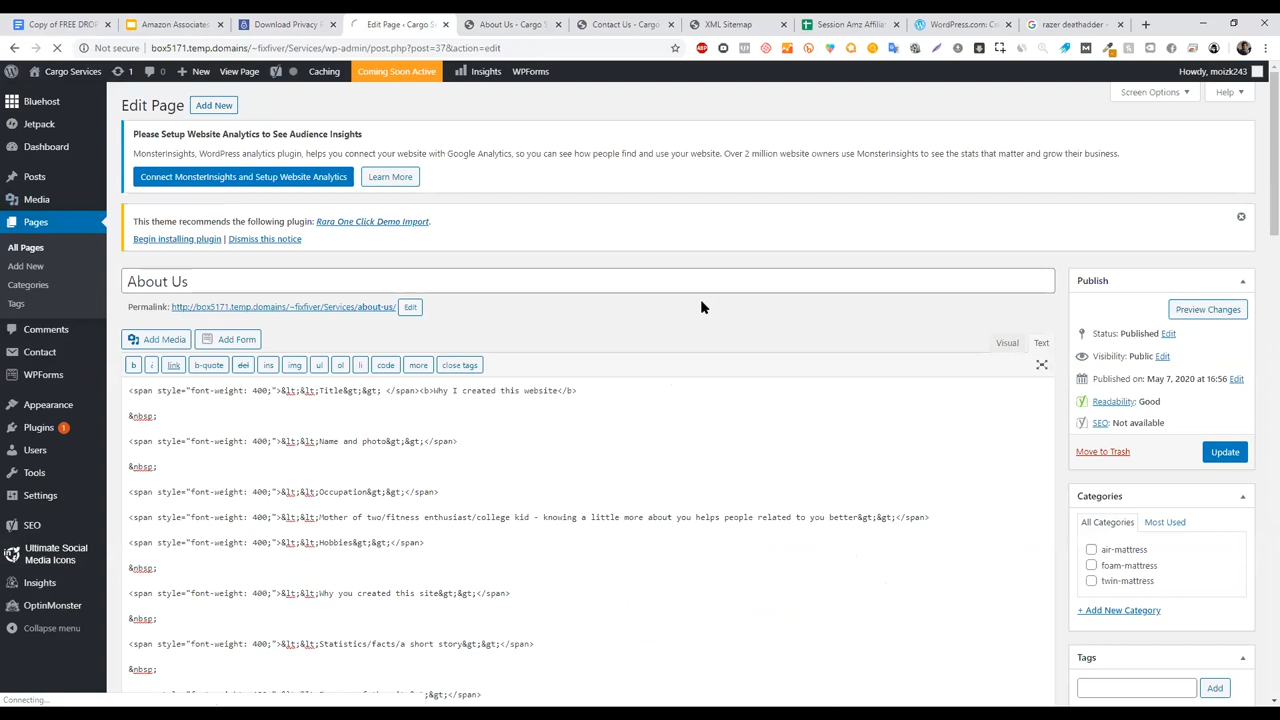 Copy of FREE DROP
Amazon Associates
Download Privacy
Edit Page ‹ Cargo Se
About Us - Cargo S
Contact Us - Cargo
XML Sitemap
Session Amz Affilia
WordPress.com: Cr
razer deathadder -
Not secure box5171.temp.domains/~fixfiver/Services/wp-admin/post.php?post=37&action=edit
Cargo Services 1 0 New View Page Caching Coming Soon Active Insights WPForms Howdy, moizk243
Bluehost
Jetpack
Dashboard
Posts
Media
Pages
All Pages
Add New
Categories
Tags
Comments
Contact
WPForms
Appearance
Plugins 1
Users
Tools
Settings
SEO
Ultimate Social
Media Icons
Insights
OptinMonster
Collapse menu
Connecting...
Screen Options Help
Edit Page Add New
Please Setup Website Analytics to See Audience Insights
MonsterInsights, WordPress analytics plugin, helps you connect your website with Google Analytics, so you can see how people find and use your website. Over 2 million website owners use MonsterInsights to see the stats that matter and grow their business.
Connect MonsterInsights and Setup Website Analytics Learn More
This theme recommends the following plugin: Rara One Click Demo Import.
Begin installing plugin | Dismiss this notice
About Us
Permalink: http://box5171.temp.domains/~fixfiver/Services/about-us/ Edit
Add Media Add Form Visual Text
b i link b-quote del ins img ul ol li code more close tags
<span style="font-weight: 400;">&lt;&lt;Title&gt;&gt; </span><b>Why I created this website</b>
&nbsp;
<span style="font-weight: 400;">&lt;&lt;Name and photo&gt;&gt;</span>
&nbsp;
<span style="font-weight: 400;">&lt;&lt;Occupation&gt;&gt;</span>
<span style="font-weight: 400;">&lt;&lt;Mother of two/fitness enthusiast/college kid - knowing a little more about you helps people related to you better&gt;&gt;</span>
<span style="font-weight: 400;">&lt;&lt;Hobbies&gt;&gt;</span>
&nbsp;
<span style="font-weight: 400;">&lt;&lt;Why you created this site&gt;&gt;</span>
&nbsp;
<span style="font-weight: 400;">&lt;&lt;Statistics/facts/a short story&gt;&gt;</span>
&nbsp;
Publish
Preview Changes
Status: Published Edit
Visibility: Public Edit
Published on: May 7, 2020 at 16:56 Edit
Readability: Good
SEO: Not available
Move to Trash Update
Categories
All Categories Most Used
air-mattress
foam-mattress
twin-mattress
+ Add New Category
Tags
Add